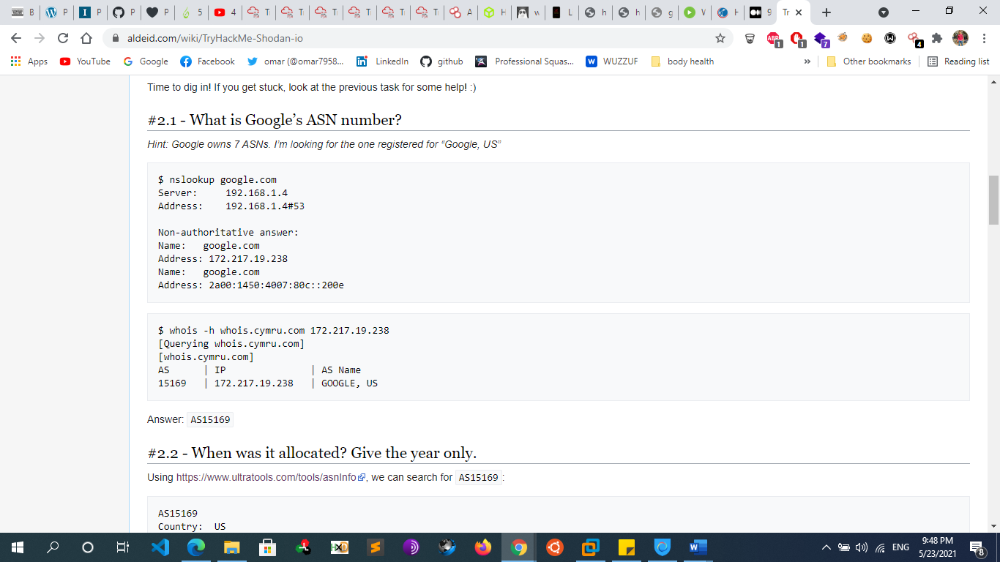 B
P
P
P
P
5
4
T
T
T
T
T
T
T
A
H
w
L
h
h
g
V
H
9
Tr
aldeid.com/wiki/TryHackMe-Shodan-io
ABP
1
1
7
4
Apps YouTube Google Facebook omar (@omar7958... LinkedIn github Professional Squas... WUZZUF body health » Other bookmarks Reading list
Time to dig in! If you get stuck, look at the previous task for some help! :)
#2.1 - What is Google’s ASN number?
Hint: Google owns 7 ASNs. I’m looking for the one registered for “Google, US”
$ nslookup google.com
Server: 192.168.1.4
Address: 192.168.1.4#53
Non-authoritative answer:
Name: google.com
Address: 172.217.19.238
Name: google.com
Address: 2a00:1450:4007:80c::200e
$ whois -h whois.cymru.com 172.217.19.238
[Querying whois.cymru.com]
[whois.cymru.com]
AS | IP | AS Name
15169 | 172.217.19.238 | GOOGLE, US
Answer: AS15169
#2.2 - When was it allocated? Give the year only.
Using https://www.ultratools.com/tools/asnInfo, we can search for AS15169:
AS15169
Country: US
ENG
9:48 PM
5/23/2021
8